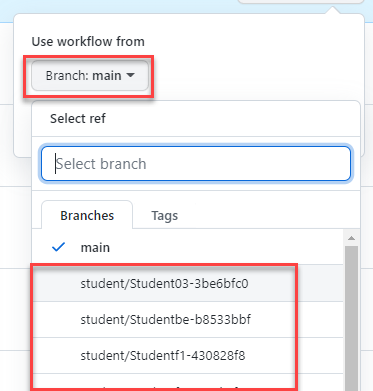 Use workflow from
Branch: main
Select ref
Select branch
Branches Tags
main
student/Student03-3be6bfc0
student/Studentbe-b8533bbf
student/Studentf1-430828f8